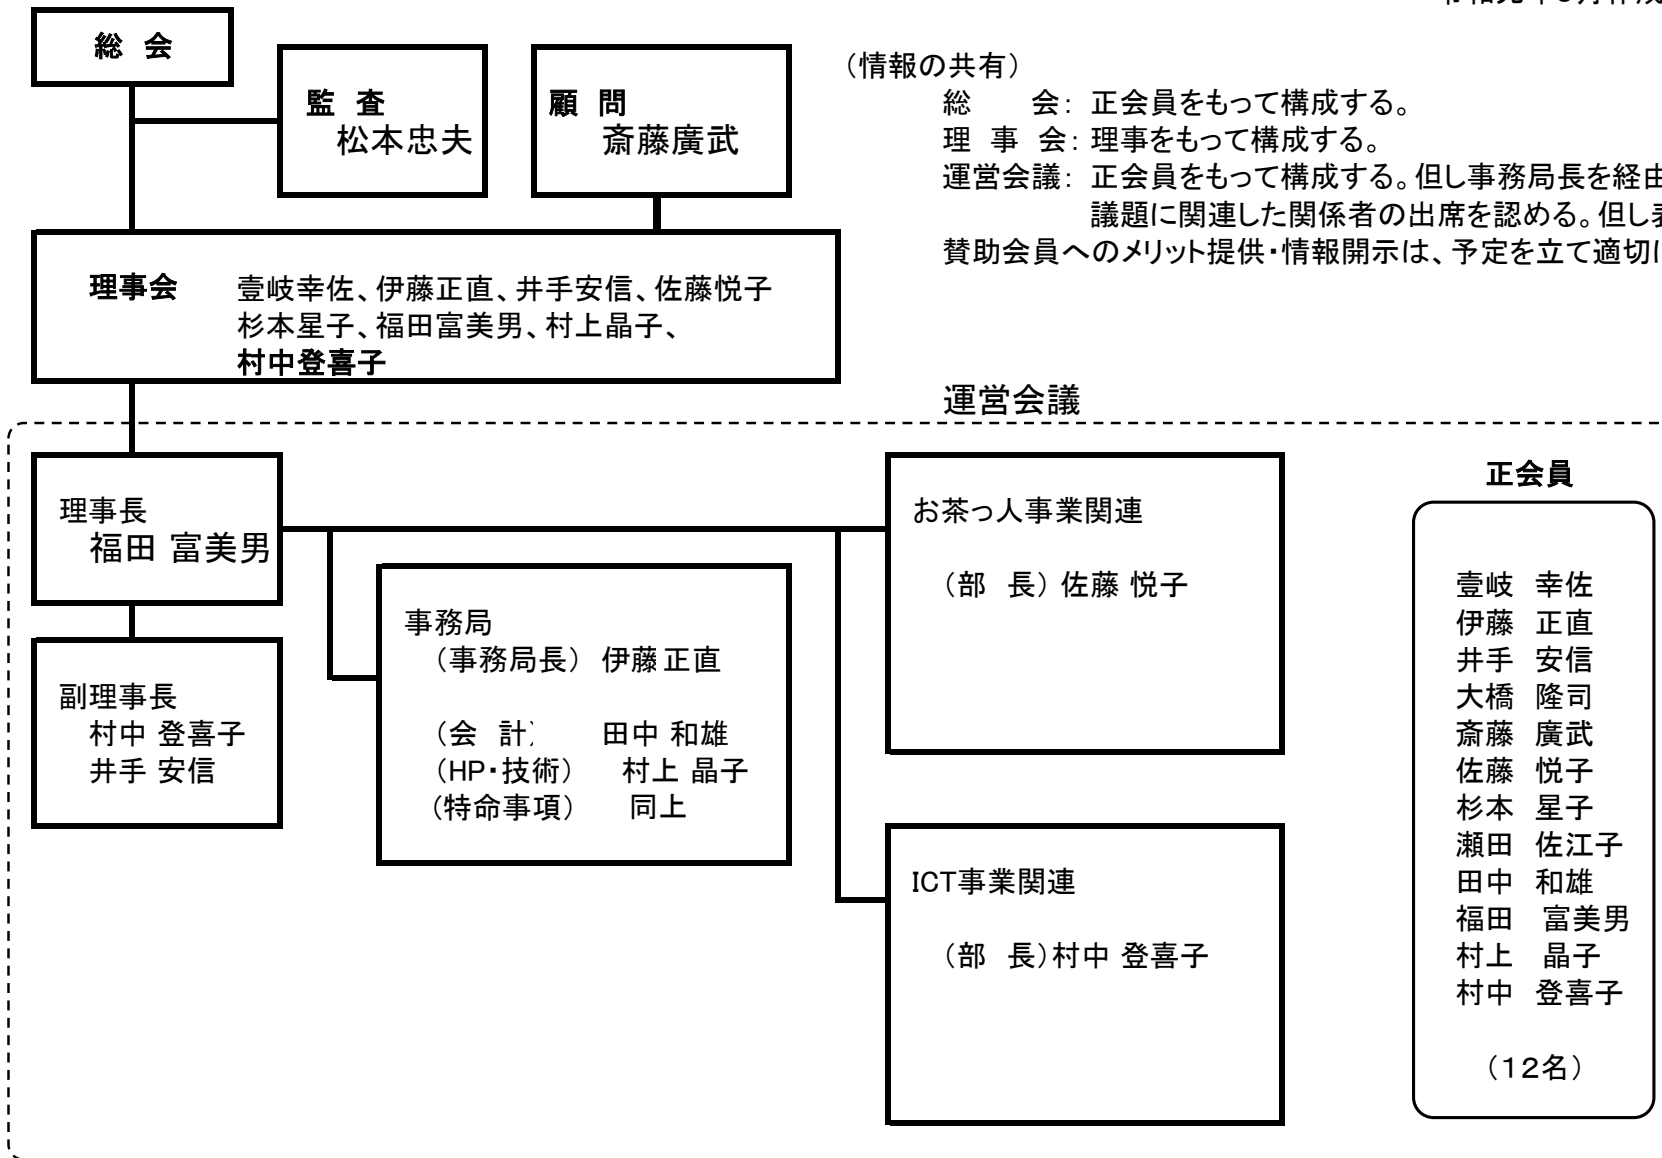 総 会
監 査
松本忠夫
顧 問
斎藤廣武
(情報の共有)
総 会: 正会員をもって構成する。
理 事 会: 理事をもって構成する。
運営会議: 正会員をもって構成する。但し事務局長を経由
議題に関連した関係者の出席を認める。但し
賛助会員へのメリット提供・情報開示は、予定を立て適切
理事会 壹岐幸佐、伊藤正直、井手安信、佐藤悦子
杉本星子、福田富美男、村上晶子、
村中登喜子
運営会議
理事長
福田 富美男
副理事長
村中 登喜子
井手 安信
事務局
(事務局長) 伊藤正直
(会 計) 田中 和雄
(HP・技術) 村上 晶子
(特命事項) 同上
お茶っ人事業関連
(部 長) 佐藤 悦子
ICT事業関連
(部 長)村中 登喜子
正会員
壹岐 幸佐
伊藤 正直
井手 安信
大橋 隆司
斎藤 廣武
佐藤 悦子
杉本 星子
瀬田 佐江子
田中 和雄
福田 富美男
村上 晶子
村中 登喜子
(12名)